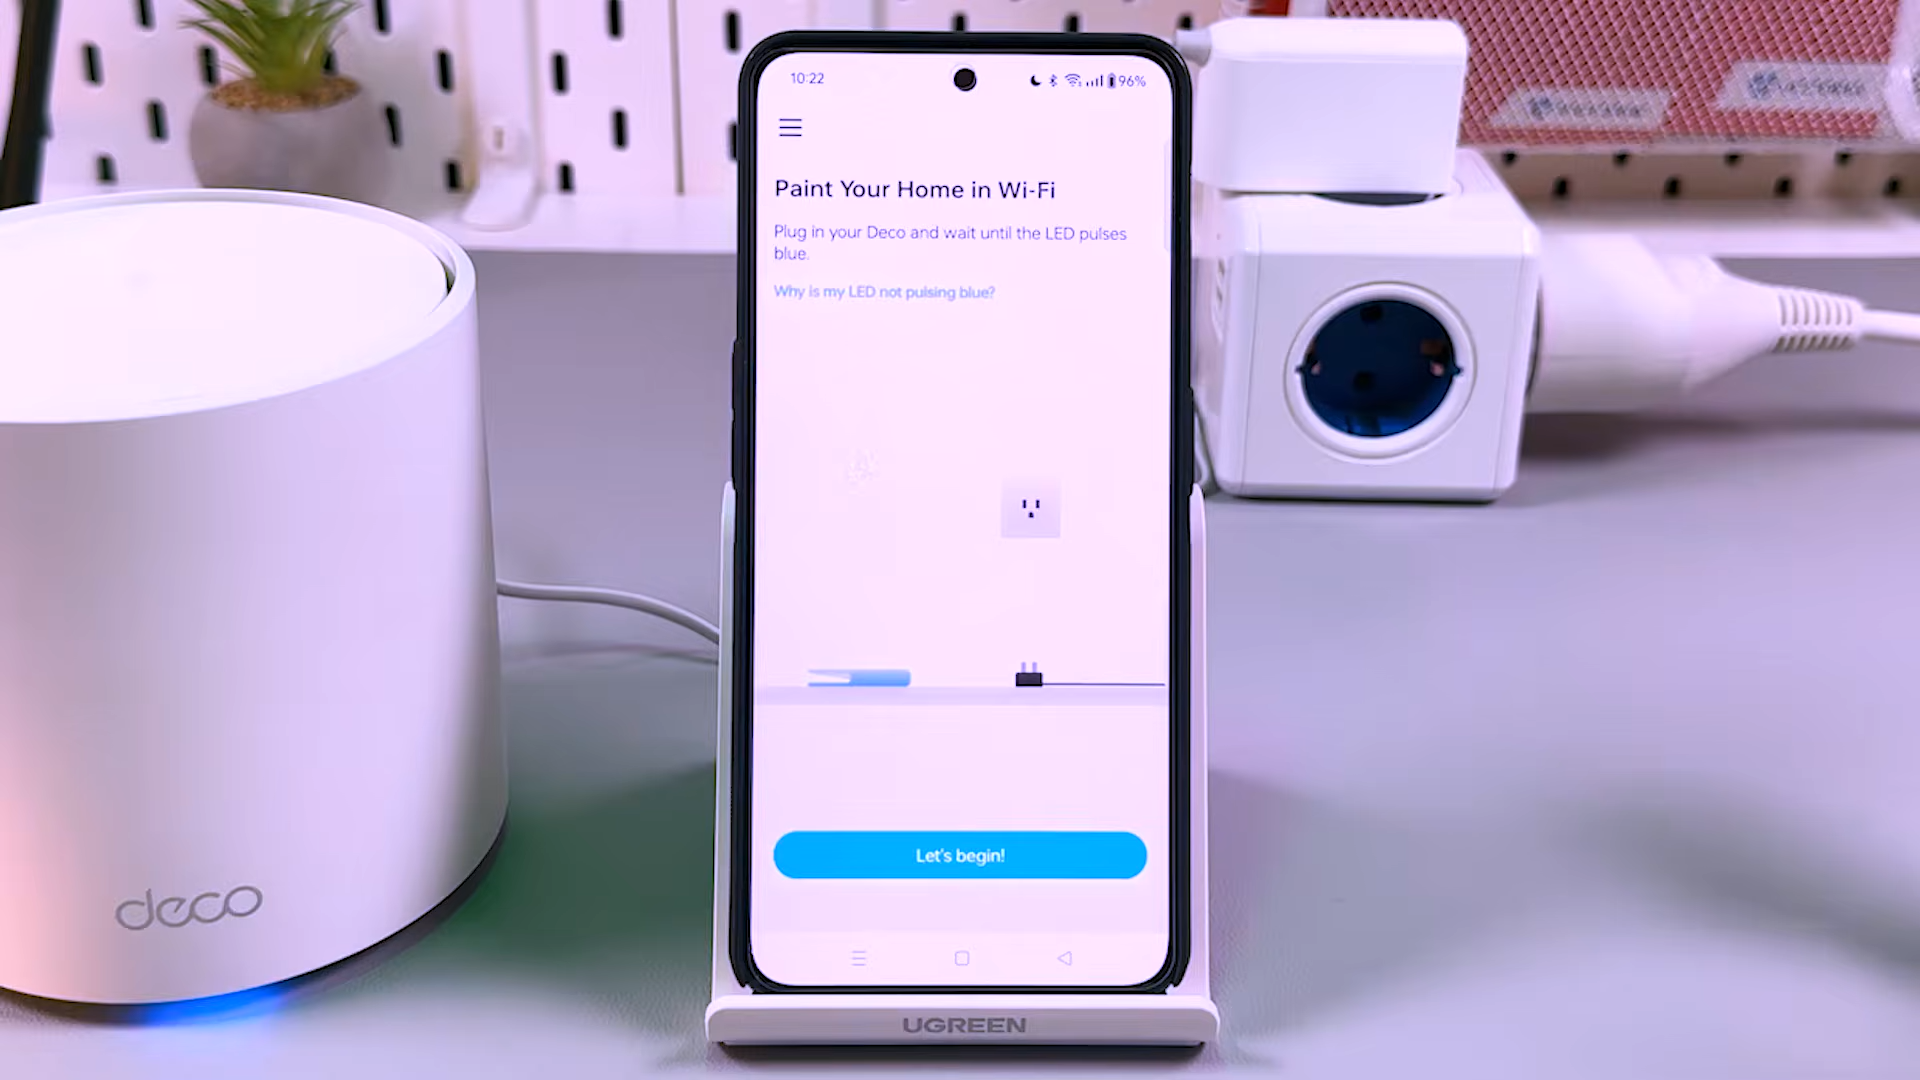 10:22
96%
Paint Your Home in Wi-Fi
Plug in your Deco and wait until the LED pulses
blue.
Why is my LED not pulsing blue?
Let's begin!
deco
UGREEN